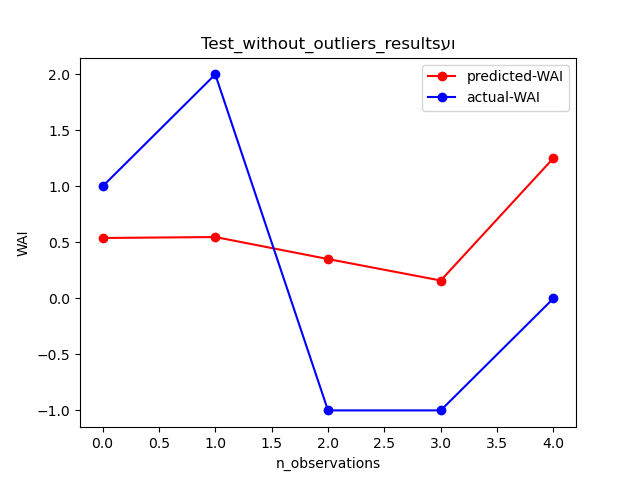 Test_without_outliers_resultsעו
predicted-WAI
actual-WAI
2.0
1.5
1.0
0.5
0.0
−0.5
−1.0
WAI
0.0 0.5 1.0 1.5 2.0 2.5 3.0 3.5 4.0
n_observations